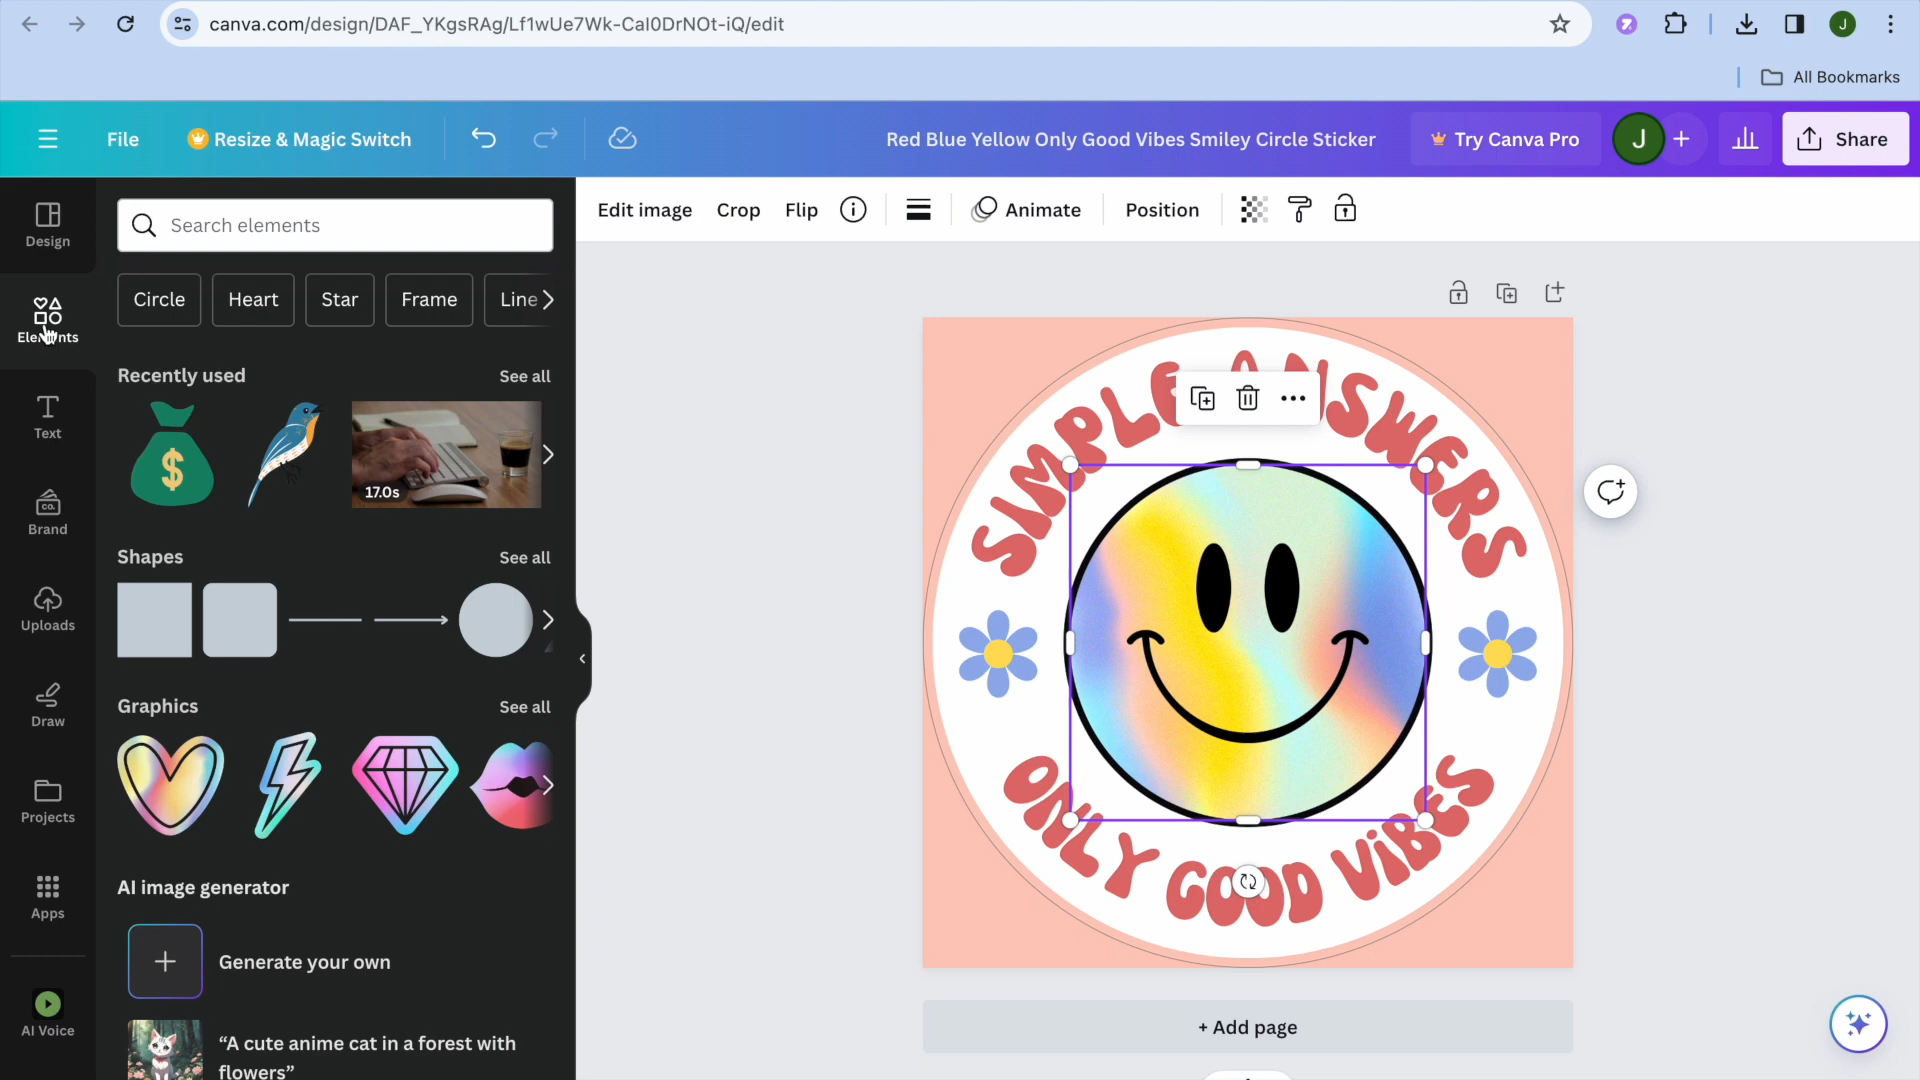 canva.com/design/DAF_YKgsRAg/Lf1wUe7Wk-CaI0DrNOt-iQ/edit
J
All Bookmarks
File
Resize & Magic Switch
Red Blue Yellow Only Good Vibes Smiley Circle Sticker
Try Canva Pro
J
Share
Design
Elements
Text
Brand
Uploads
Draw
Projects
Apps
AI Voice
Search elements
Circle
Heart
Star
Frame
Line
Recently used
See all
17.0s
Shapes
See all
Graphics
See all
AI image generator
Generate your own
“A cute anime cat in a forest with
flowers”
Edit image
Crop
Flip
Animate
Position
SIMPLE ANSWERS
ONLY GOOD ViBES
+ Add page